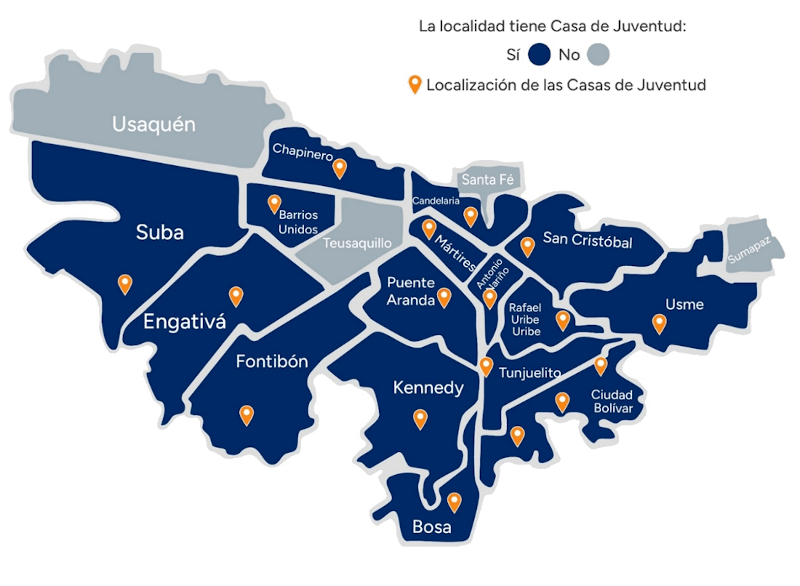 La localidad tiene Casa de Juventud:
Sí No
Localización de las Casas de Juventud
Usaquén
Chapinero
Santa Fé
Candelaria
Barrios
Unidos
Suba
Teusaquillo
Mártires
San Cristóbal
Sumapaz
Antonio
Nariño
Puente
Aranda
Engativá
Rafael
Uribe
Uribe
Usme
Fontibón
Kennedy
Tunjuelito
Ciudad
Bolívar
Bosa